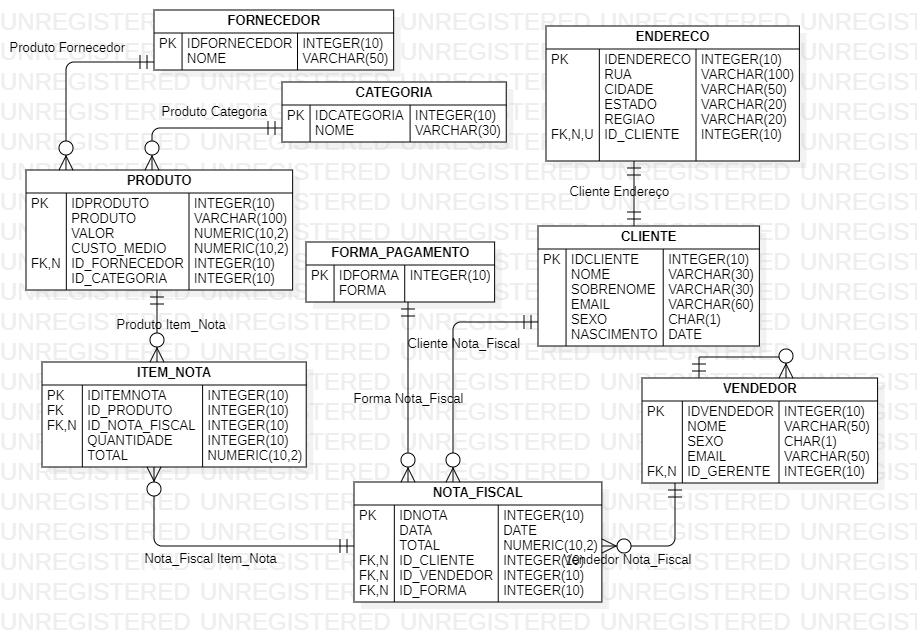 FORNECEDOR
PK IDFORNECEDOR INTEGER(10)
NOME VARCHAR(50)
Produto Fornecedor
CATEGORIA
PK IDCATEGORIA INTEGER(10)
NOME VARCHAR(30)
Produto Categoria
ENDERECO
PK IDENDERECO INTEGER(10)
RUA VARCHAR(100)
CIDADE VARCHAR(50)
ESTADO VARCHAR(20)
REGIAO VARCHAR(20)
FK,N,U ID_CLIENTE INTEGER(10)
Cliente Endereço
PRODUTO
PK IDPRODUTO INTEGER(10)
PRODUTO VARCHAR(100)
VALOR NUMERIC(10,2)
CUSTO_MEDIO NUMERIC(10,2)
FK,N ID_FORNECEDOR INTEGER(10)
ID_CATEGORIA INTEGER(10)
FORMA_PAGAMENTO
PK IDFORMA INTEGER(10)
FORMA
CLIENTE
PK IDCLIENTE INTEGER(10)
NOME VARCHAR(30)
SOBRENOME VARCHAR(30)
EMAIL VARCHAR(60)
SEXO CHAR(1)
NASCIMENTO DATE
Produto Item_Nota
Cliente Nota_Fiscal
ITEM_NOTA
PK IDITEMNOTA INTEGER(10)
FK ID_PRODUTO INTEGER(10)
FK,N ID_NOTA_FISCAL INTEGER(10)
QUANTIDADE INTEGER(10)
TOTAL NUMERIC(10,2)
Forma Nota_Fiscal
VENDEDOR
PK IDVENDEDOR INTEGER(10)
NOME VARCHAR(50)
SEXO CHAR(1)
EMAIL VARCHAR(50)
FK,N ID_GERENTE INTEGER(10)
NOTA_FISCAL
PK IDNOTA INTEGER(10)
DATA DATE
TOTAL NUMERIC(10,2)
FK,N ID_CLIENTE INTEGER(10)
FK,N ID_VENDEDOR INTEGER(10)
FK,N ID_FORMA INTEGER(10)
Nota_Fiscal Item_Nota
Vendedor Nota_Fiscal
UNREGISTERED